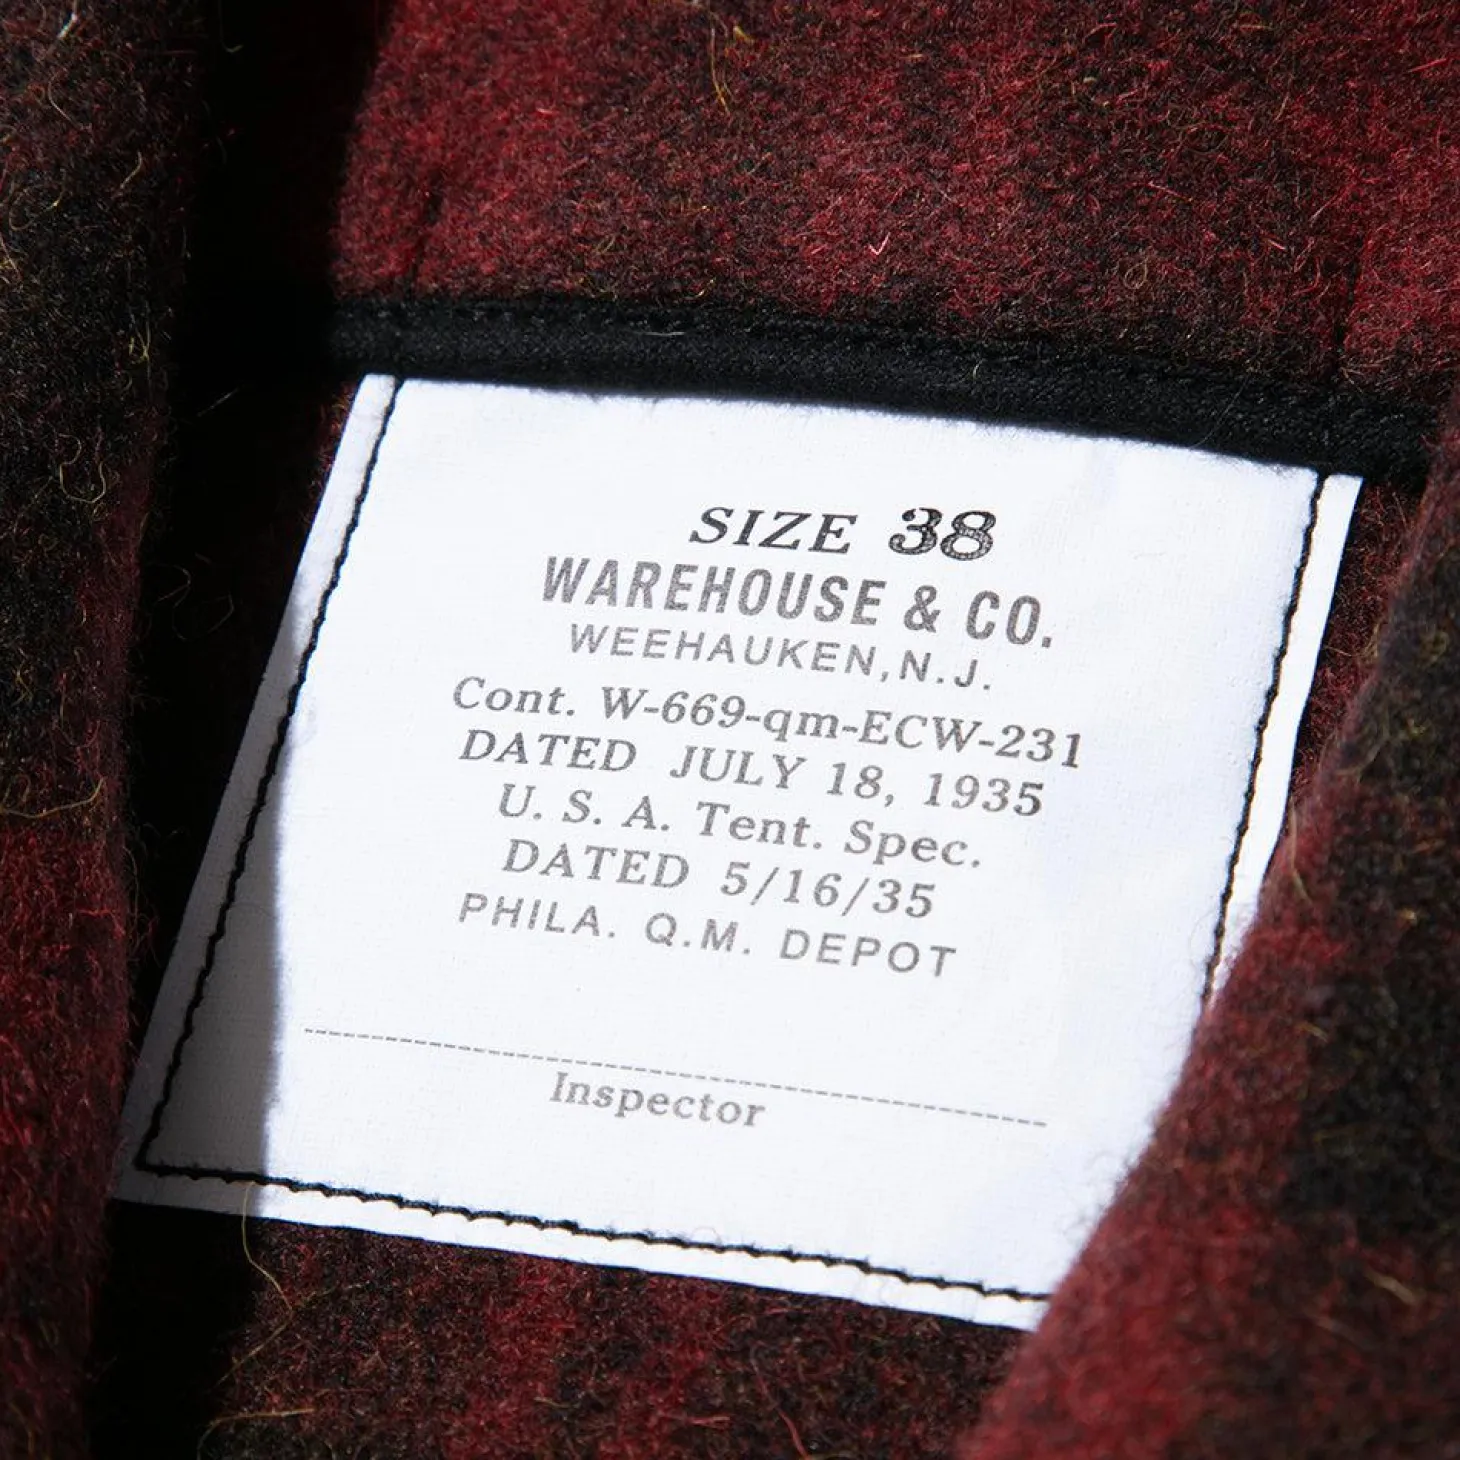 SIZE 38
WAREHOUSE & CO.
WEEHAUKEN, N.J.
Cont. W-669-qm-ECW-231
DATED JULY 18, 1935
U. S. A. Tent. Spec.
DATED 5/16/35
PHILA. Q.M. DEPOT
Inspector